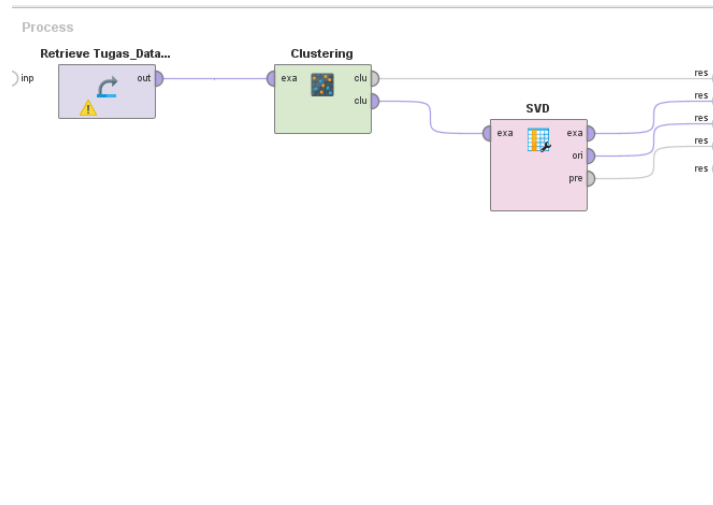 Process
Retrieve Tugas_Data...
inp
out
Clustering
exa
clu
clu
SVD
exa
exa
ori
pre
res
res
res
res
res